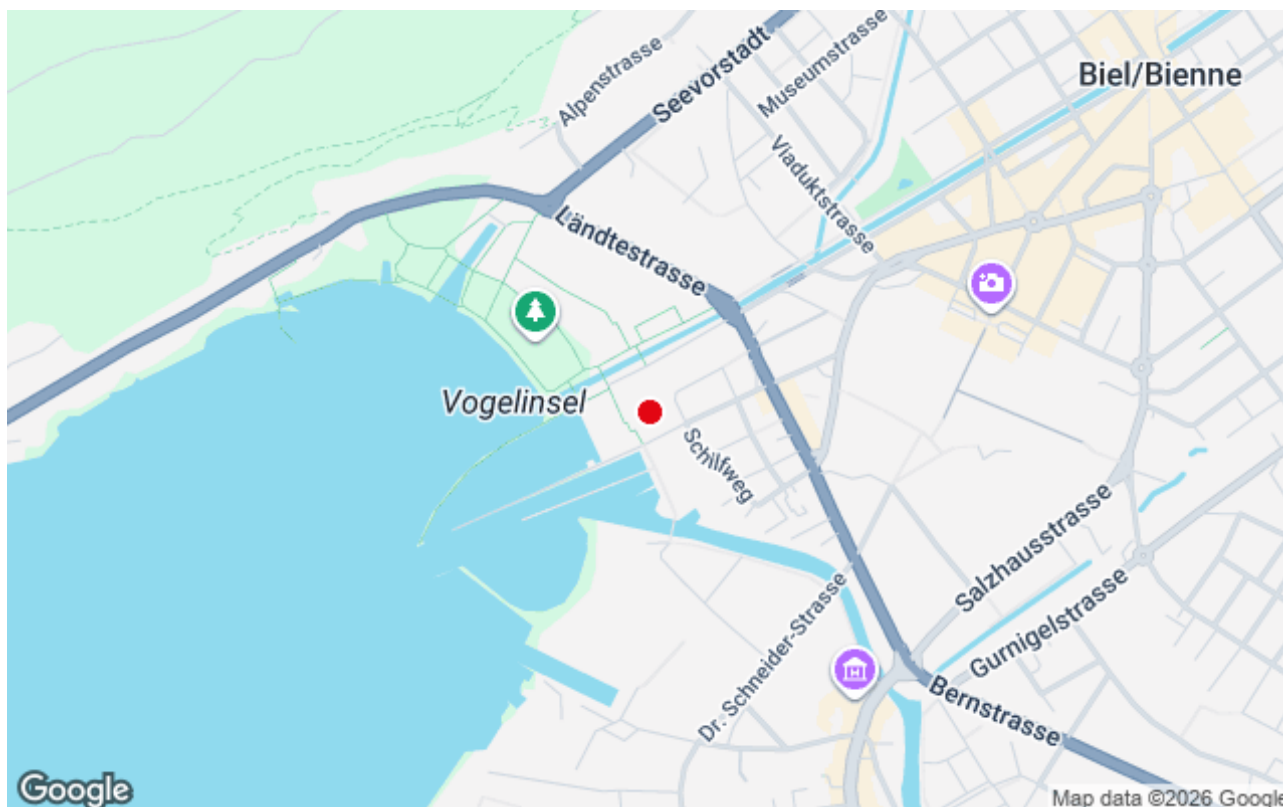 Biel/Bienne
Seevorstadt
Alpenstrasse
Museumstrasse
Viaduktstrasse
Ländtestrasse
Vogelinsel
Schilfweg
Salzhausstrasse
Gurnigelstrasse
Dr. Schneider-Strasse
Bernstrasse
H
Google
Map data ©2026 Google